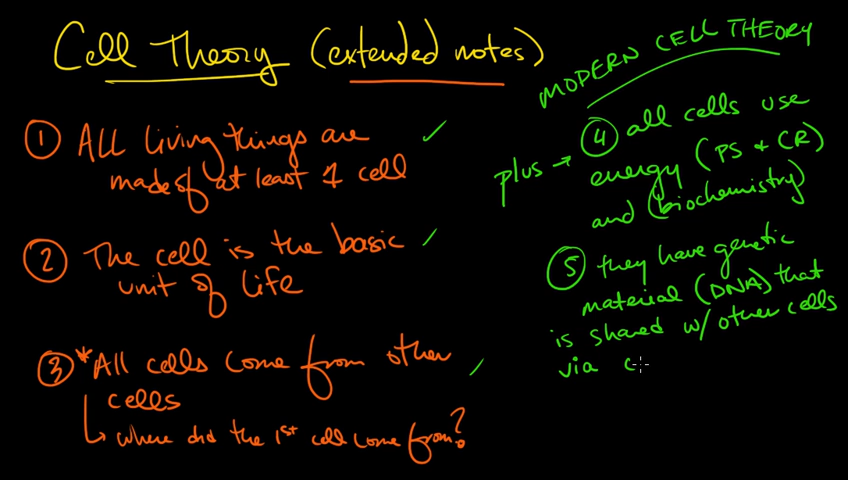 Cell Theory (extended notes)
① ALL living things are
made of at least 1 cell
② The cell is the basic
unit of life
③ *All cells come from other
cells
↳ where did the 1st cell come from?
MODERN CELL THEORY
plus → ④ all cells use
energy (PS + CR)
and (biochemistry)
⑤ they have genetic
material (DNA) that
is shared w/ other cells
via c